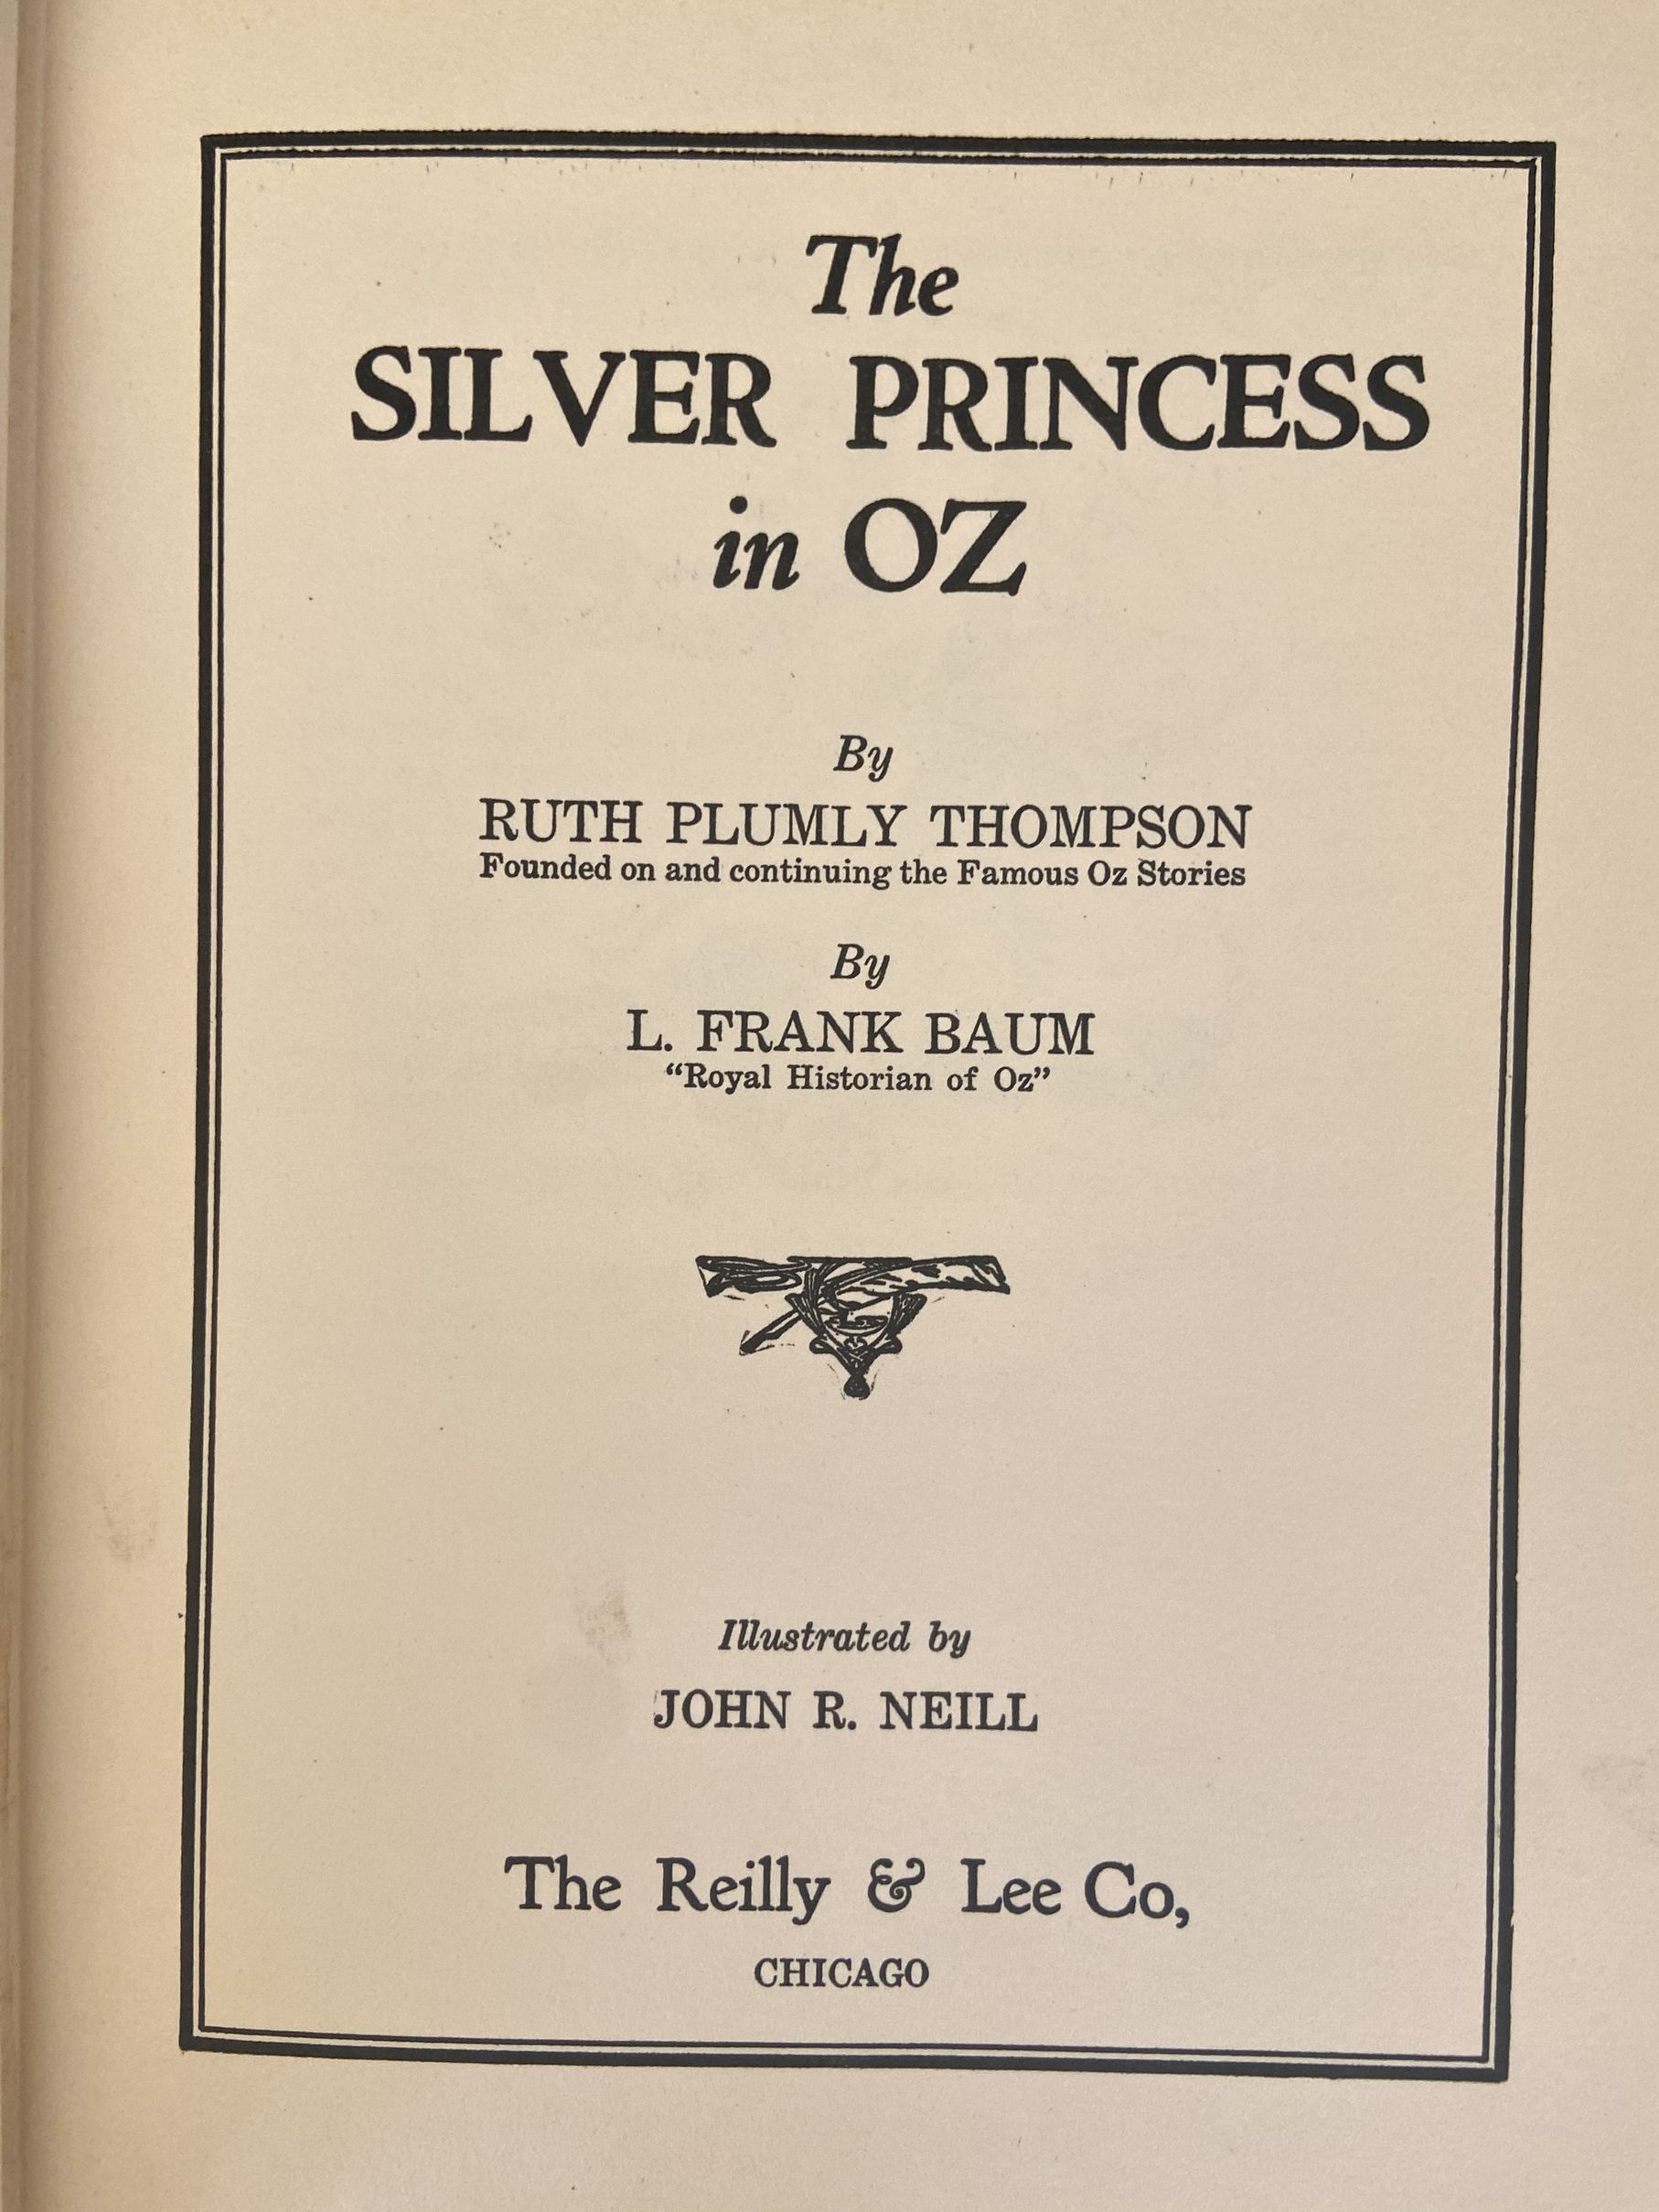 The
SILVER PRINCESS
in OZ
By
RUTH PLUMLY THOMPSON
Founded on and continuing the Famous Oz Stories
By
L. FRANK BAUM
“Royal Historian of Oz”
Illustrated by
JOHN R. NEILL
The Reilly & Lee Co,
CHICAGO